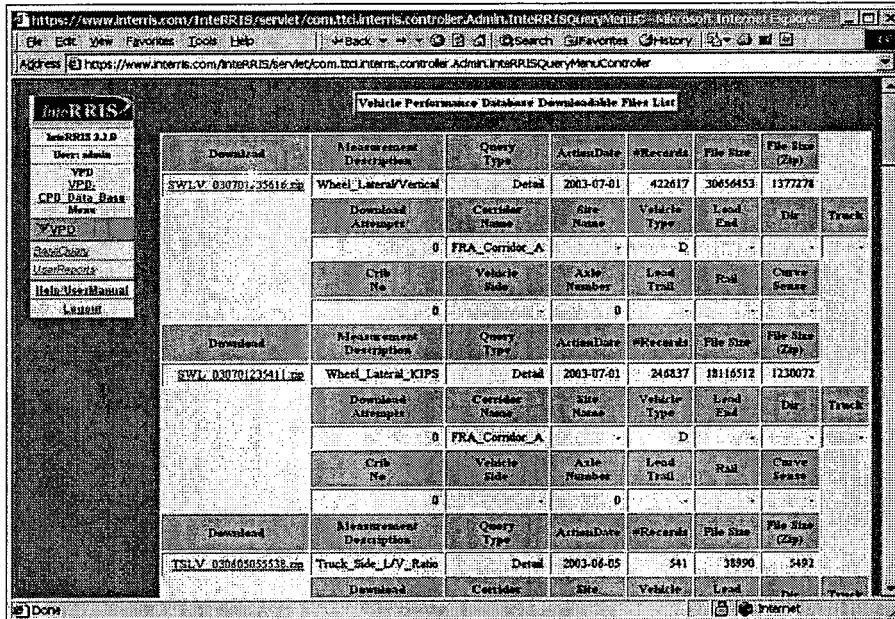 https://www.interris.com/InteRRIS/servlet/com.ttci.interris.controller.Admin.InteRRISQueryMenuC - Microsoft Internet Explorer
File Edit View Favorites Tools Help Back Search Favorites History
Address https://www.interris.com/InteRRIS/servlet/com.ttci.interris.controller.Admin.InteRRISQueryMenuController
Vehicle Performance Database Downloadable Files List
InteRRIS
InteRRIS 2.1.0
User: admin
VPD
VPD:
CPD Data Base
Menu
VPD
BasicQuery
UserReports
Help/UserManual
Logout
Download Measurement Description Query Type ActionDate #Records File Size File Size (Zip)
SWLV_030701235616.zip Wheel_Lateral/Vertical Detail 2003-07-01 422617 30656453 1377278
Download Attempts Corridor Name Site Name Vehicle Type Lead End Dir Truck
0 FRA_Corridor_A - D - - -
Crib No Vehicle Side Axle Number Lead Trail Rail Curve Sense
0 - 0 - - -
Download Measurement Description Query Type ActionDate #Records File Size File Size (Zip)
SWL_030701235411.zip Wheel_Lateral_KIPS Detail 2003-07-01 246837 18116512 1230072
Download Attempts Corridor Name Site Name Vehicle Type Lead End Dir Truck
0 FRA_Corridor_A - D - - -
Crib No Vehicle Side Axle Number Lead Trail Rail Curve Sense
0 - 0 - - -
Download Measurement Description Query Type ActionDate #Records File Size File Size (Zip)
TSLV_030605055538.zip Truck_Side_L/V_Ratio Detail 2003-06-05 541 38990 5492
Download Corridor Site Vehicle Lead Dir Truck
Done Internet